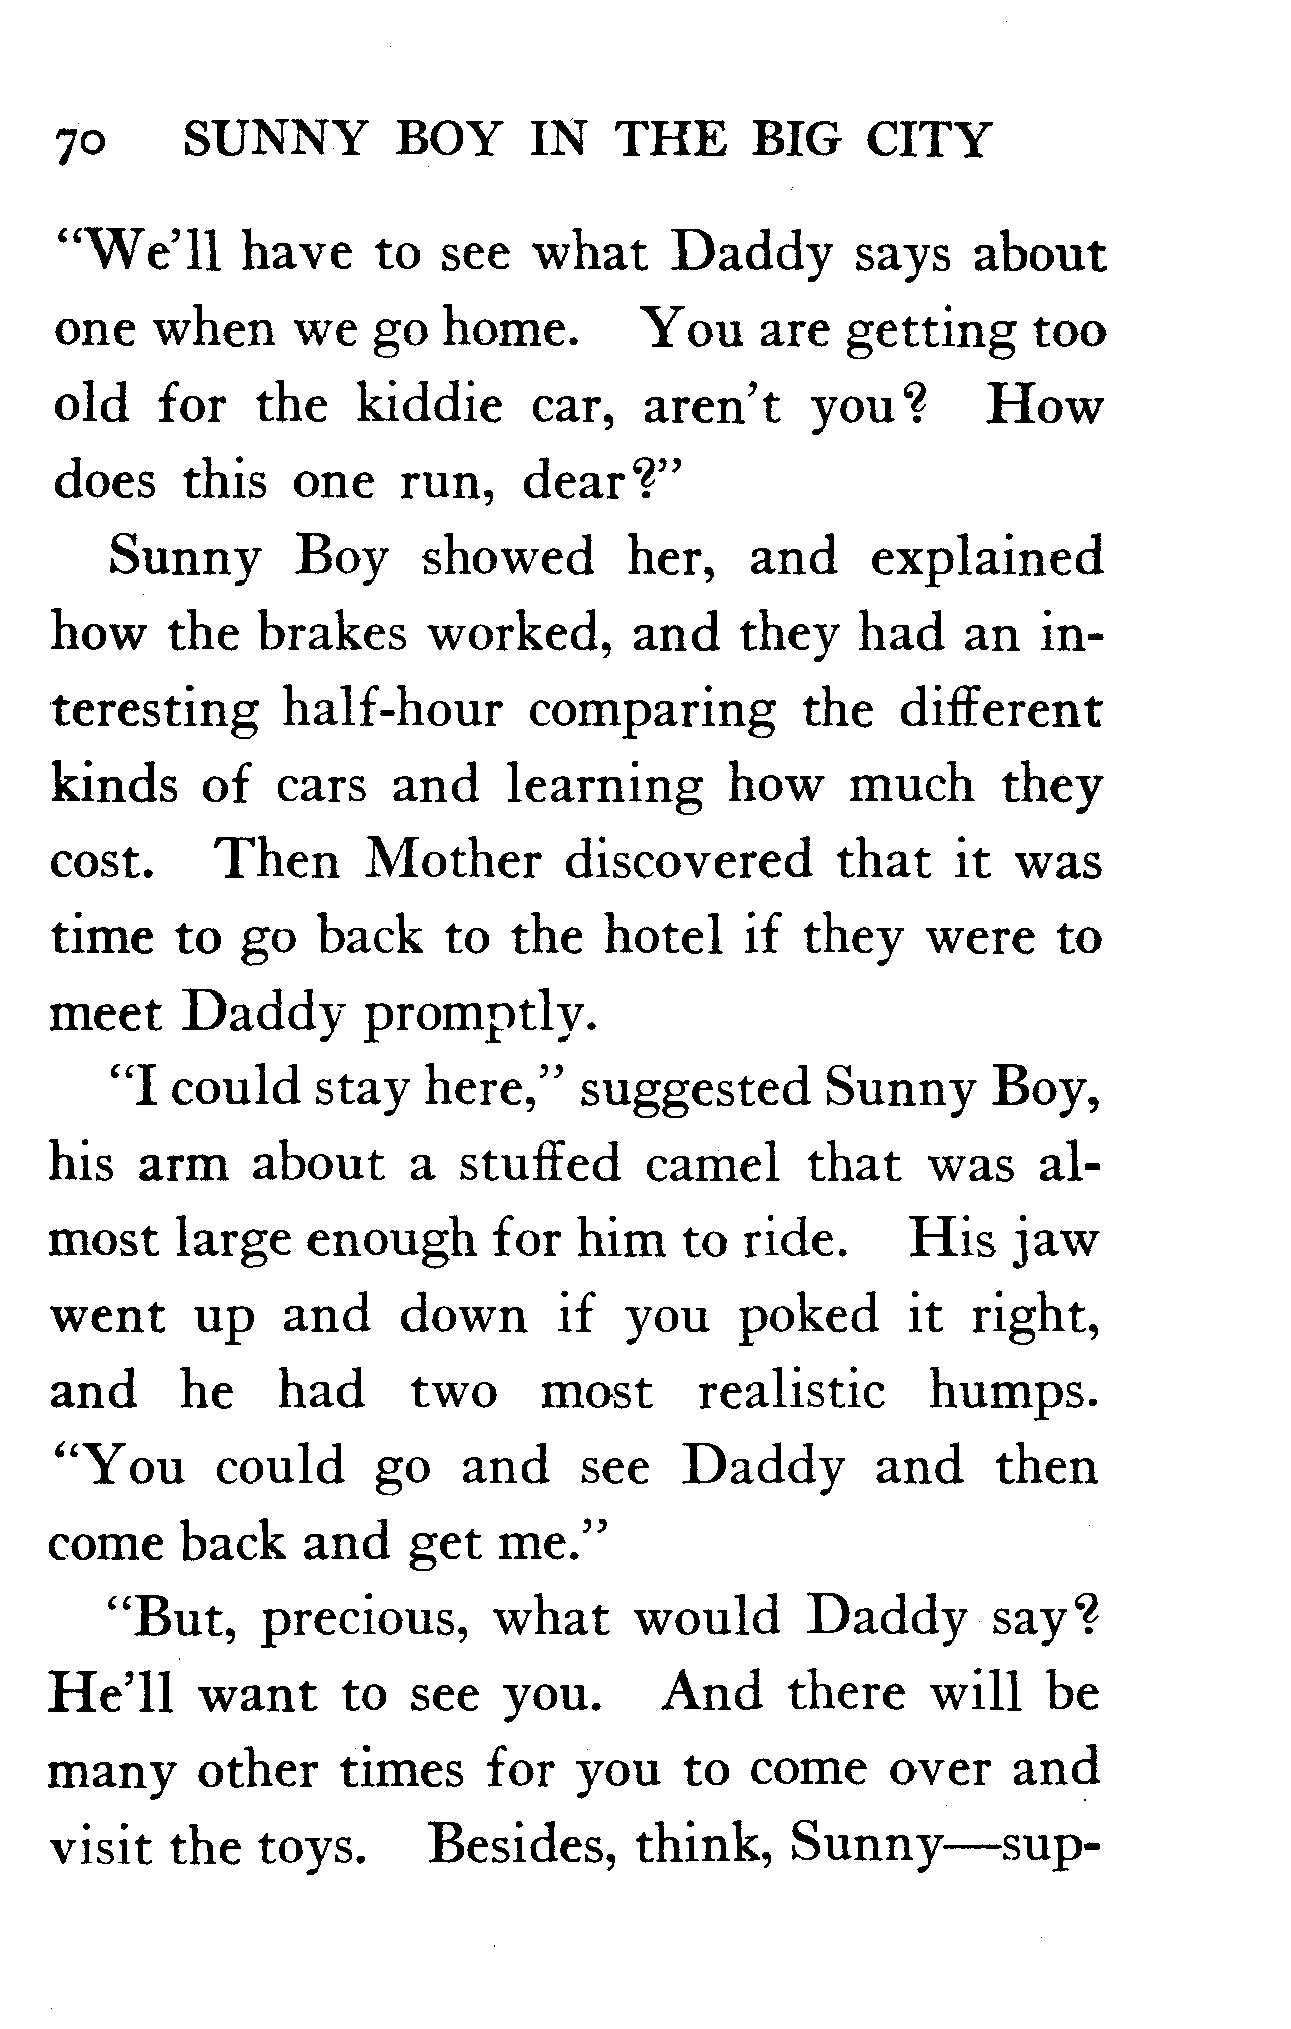 70 SUNNY BOY IN THE BIG CITY
“We’ll have to see what Daddy says about
one when we go home. You are getting too
old for the kiddie car, aren’t you? How
does this one run, dear?”
Sunny Boy showed her, and explained
how the brakes worked, and they had an in-
teresting half-hour comparing the different
kinds of cars and learning how much they
cost. Then Mother discovered that it was
time to go back to the hotel if they were to
meet Daddy promptly.
“I could stay here,” suggested Sunny Boy,
his arm about a stuffed camel that was al-
most large enough for him to ride. His jaw
went up and down if you poked it right,
and he had two most realistic humps.
“You could go and see Daddy and then
come back and get me.”
“But, precious, what would Daddy say?
He’ll want to see you. And there will be
many other times for you to come over and
visit the toys. Besides, think, Sunny—sup-